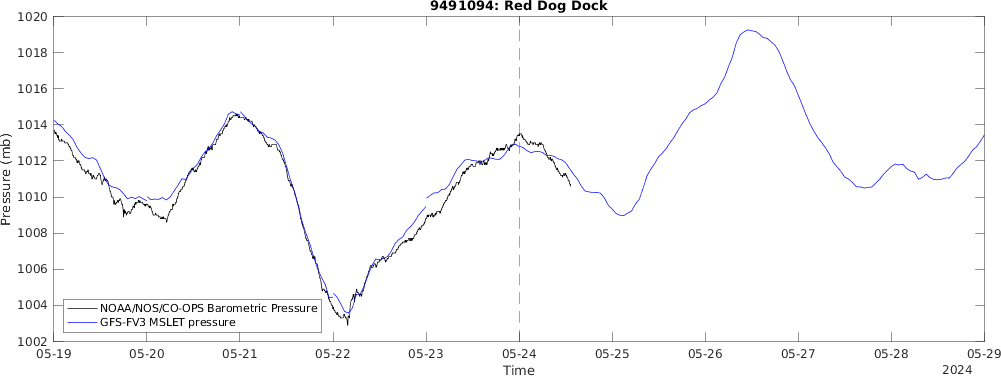 9491094: Red Dog Dock
Pressure (mb)
1020
1018
1016
1014
1012
1010
1008
1006
1004
1002
NOAA/NOS/CO-OPS Barometric Pressure
GFS-FV3 MSLET pressure
05-19 05-20 05-21 05-22 05-23 05-24 05-25 05-26 05-27 05-28 05-29
Time
2024